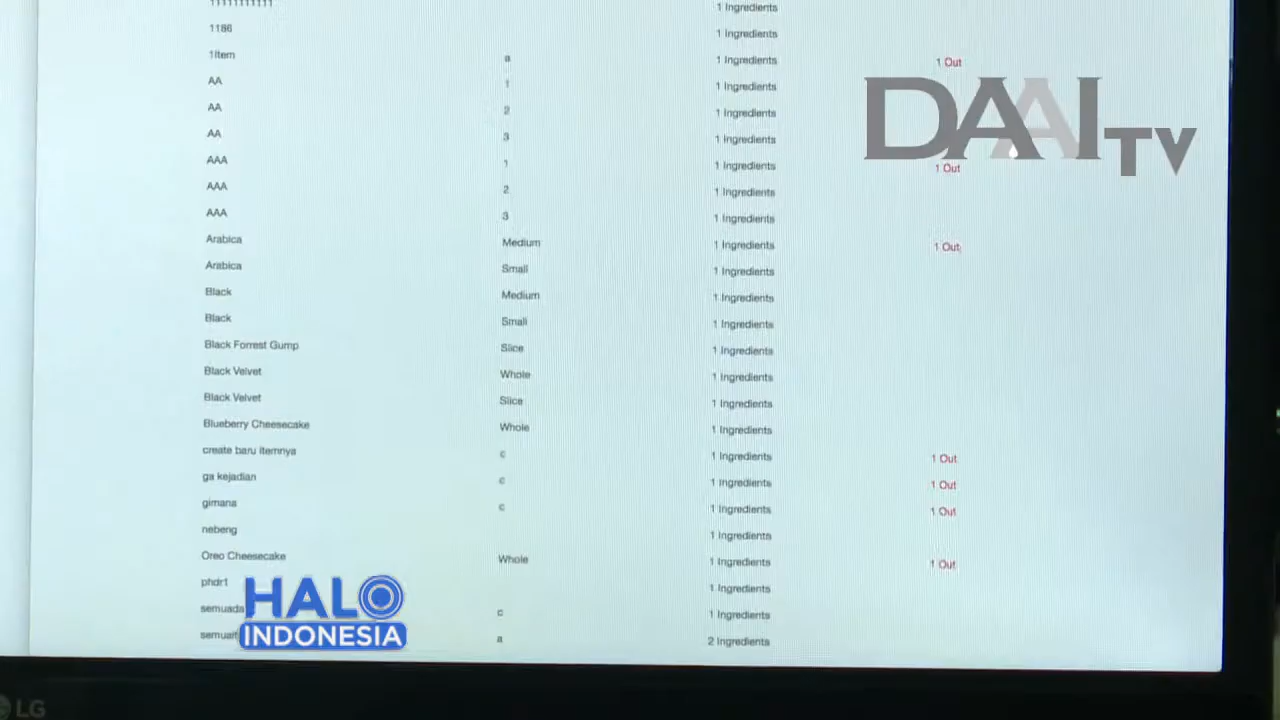 11111111111 1 Ingredients
1186 1 Ingredients
1Item a 1 Ingredients 1 Out
AA 1 1 Ingredients
AA 2 1 Ingredients
AA 3 1 Ingredients
AAA 1 1 Ingredients 1 Out
AAA 2 1 Ingredients
AAA 3 1 Ingredients
Arabica Medium 1 Ingredients 1 Out
Arabica Small 1 Ingredients
Black Medium 1 Ingredients
Black Small 1 Ingredients
Black Forrest Gump Slice 1 Ingredients
Black Velvet Whole 1 Ingredients
Black Velvet Slice 1 Ingredients
Blueberry Cheesecake Whole 1 Ingredients
create baru itemnya c 1 Ingredients 1 Out
ga kejadian c 1 Ingredients 1 Out
gimana c 1 Ingredients 1 Out
nebeng 1 Ingredients
Oreo Cheesecake Whole 1 Ingredients 1 Out
phdr1 1 Ingredients
c 1 Ingredients
a 2 Ingredients
DAAI TV
HALO
INDONESIA
LG